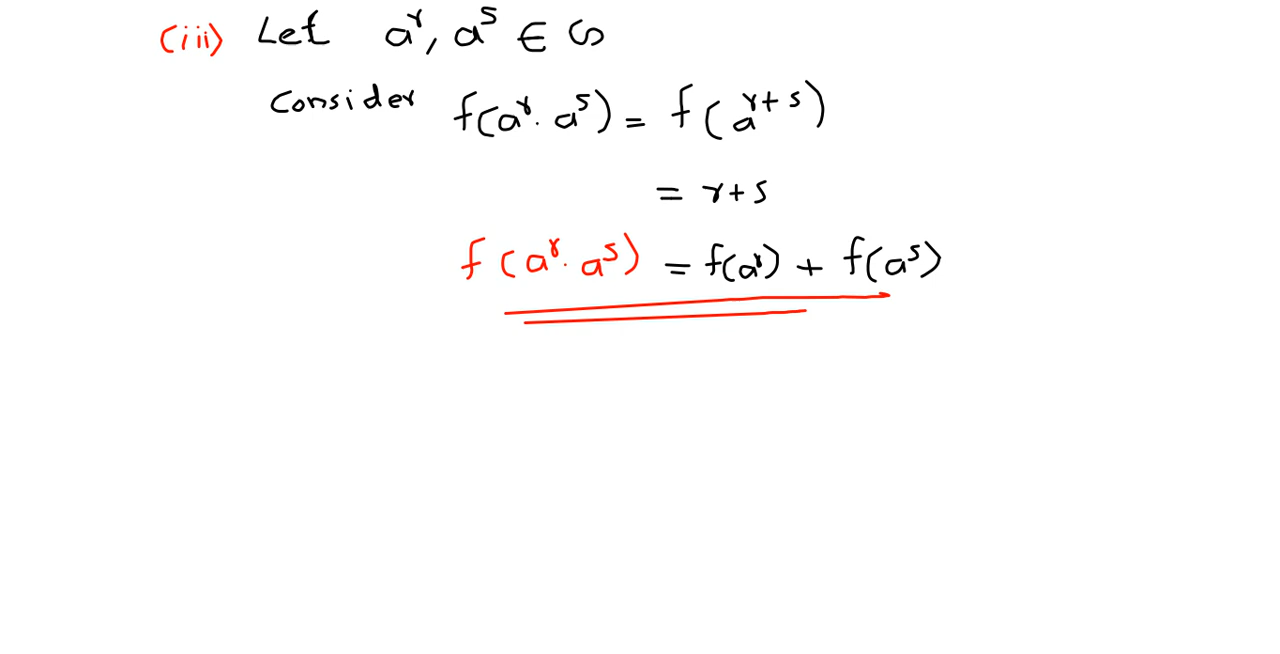 (iii) Let a^r, a^s ∈ G
Consider f(a^r · a^s) = f(a^{r+s})
= r+s
f(a^r · a^s) = f(a^r) + f(a^s)